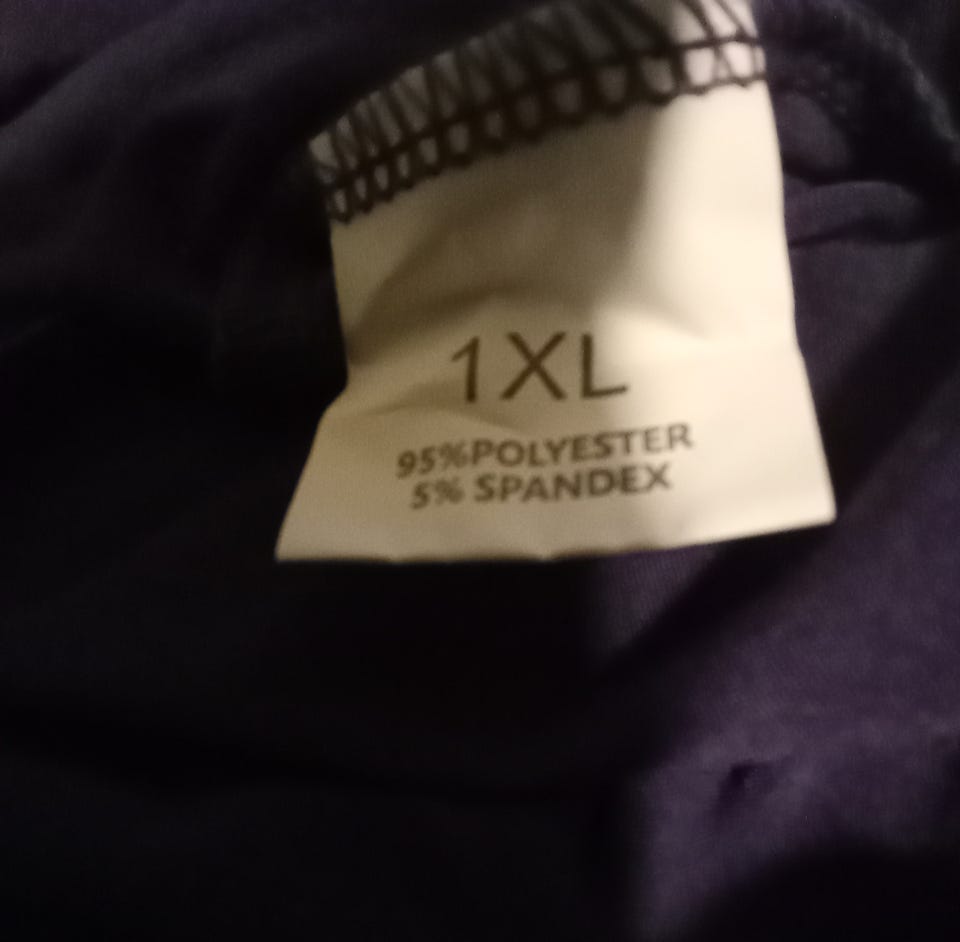 1XL
95%POLYESTER
5% SPANDEX